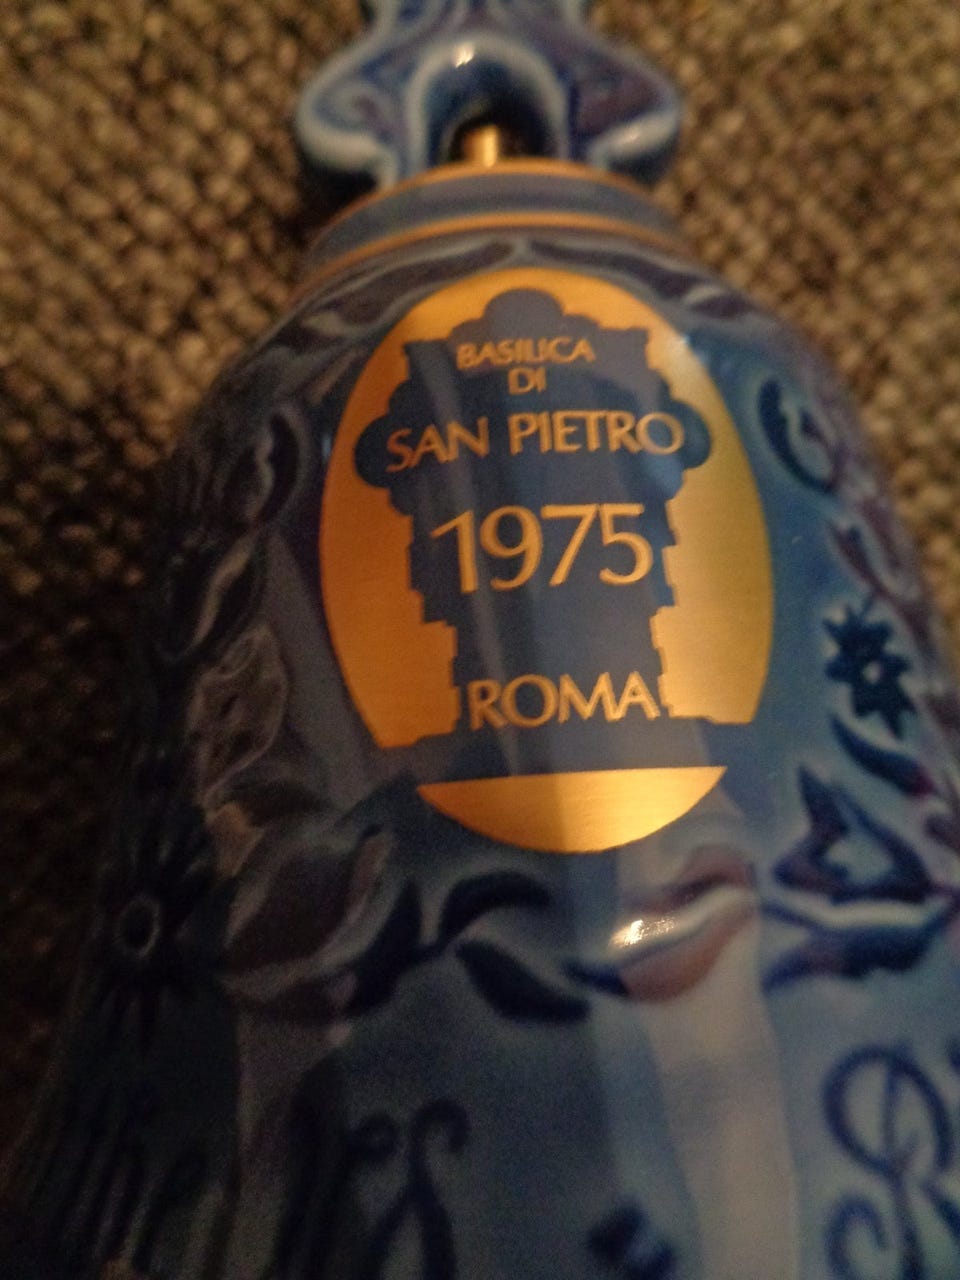 BASILICA
DI
SAN PIETRO
1975
ROMA